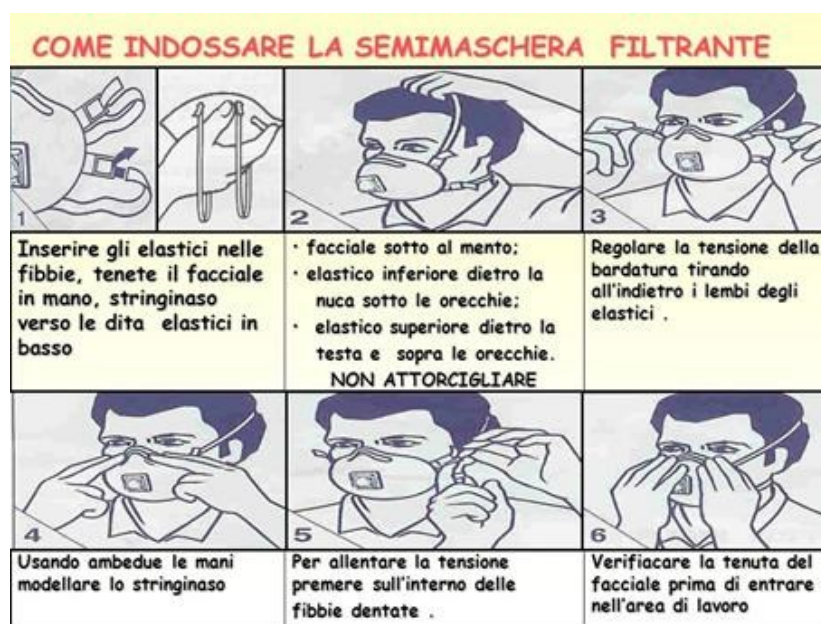 COME INDOSSARE LA SEMIMASCHERA FILTRANTE
1
2
3
Inserire gli elastici nelle
fibbie, tenete il facciale
in mano, stringinaso
verso le dita elastici in
basso
· facciale sotto al mento;
· elastico inferiore dietro la
nuca sotto le orecchie;
· elastico superiore dietro la
testa e sopra le orecchie.
NON ATTORCIGLIARE
Regolare la tensione della
bardatura tirando
all'indietro i lembi degli
elastici .
4
5
6
Usando ambedue le mani
modellare lo stringinaso
Per allentare la tensione
premere sull'interno delle
fibbie dentate .
Verifiacare la tenuta del
facciale prima di entrare
nell'area di lavoro